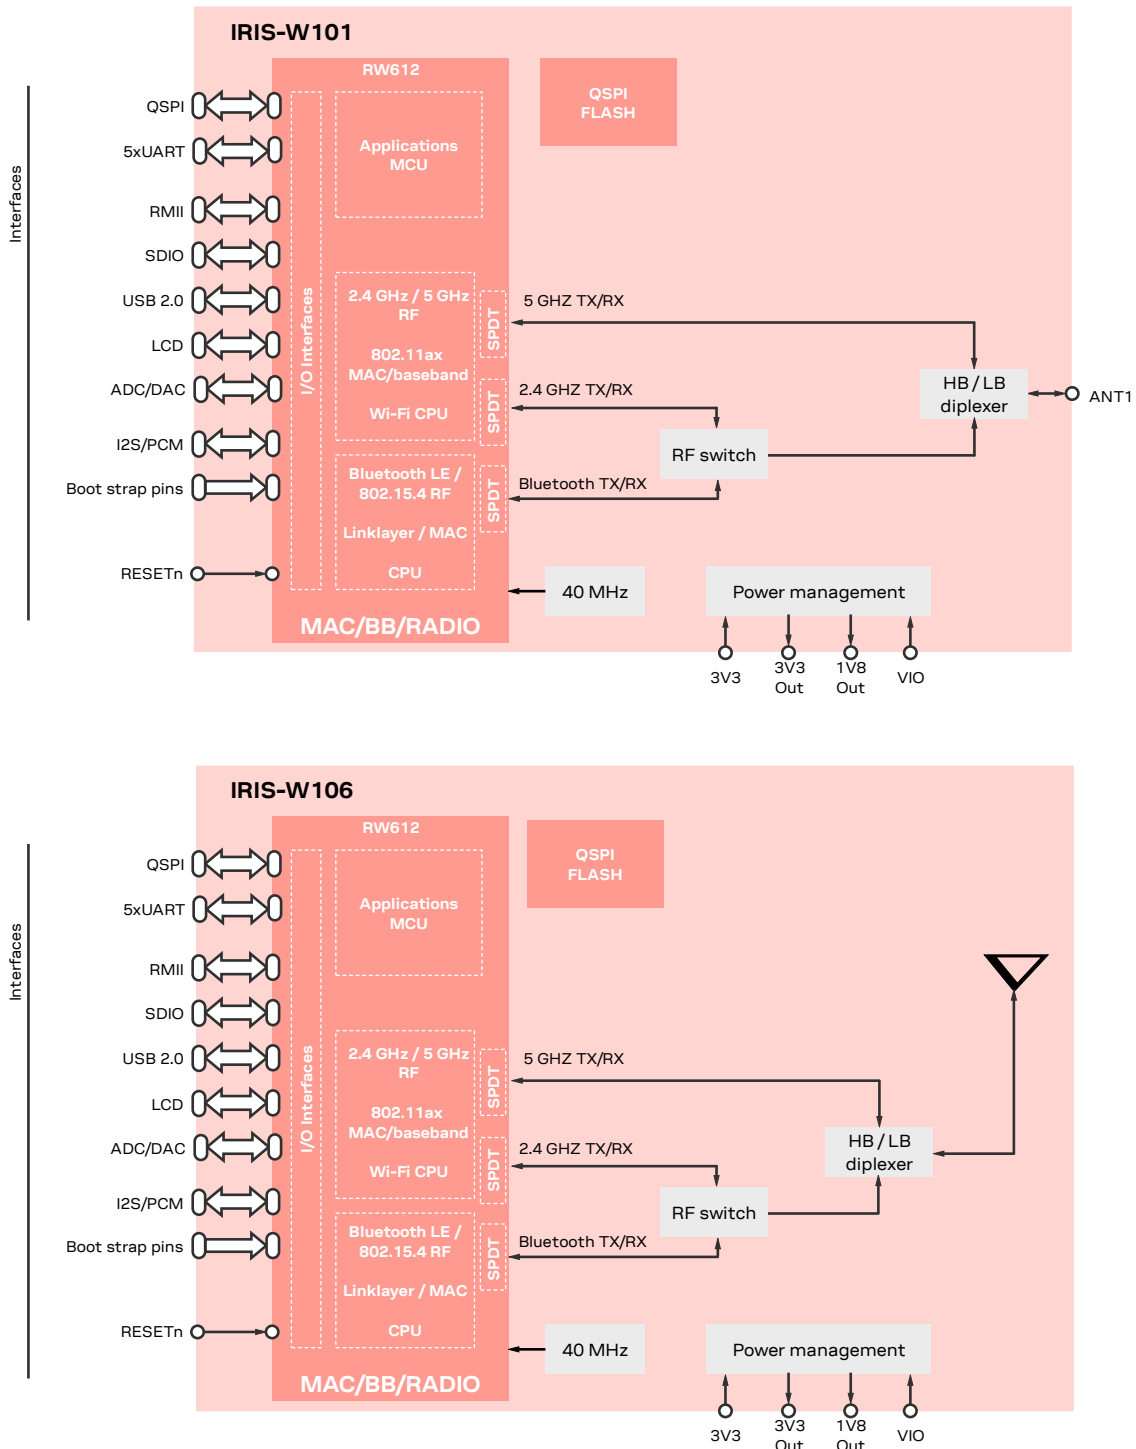 IRIS-W101
RW612
QSPI
FLASH
Interfaces
QSPI
5xUART
RMII
SDIO
USB 2.0
LCD
ADC/DAC
I2S/PCM
Boot strap pins
RESETn
I/O Interfaces
Applications
MCU
2.4 GHz / 5 GHz
RF
802.11ax
MAC/baseband
Wi-Fi CPU
Bluetooth LE /
802.15.4 RF
Linklayer / MAC
CPU
SPDT
SPDT
SPDT
MAC/BB/RADIO
5 GHZ TX/RX
2.4 GHZ TX/RX
Bluetooth TX/RX
RF switch
HB / LB
diplexer
ANT1
40 MHz
Power management
3V3
3V3
Out
1V8
Out
VIO
IRIS-W106
RW612
QSPI
FLASH
Interfaces
QSPI
5xUART
RMII
SDIO
USB 2.0
LCD
ADC/DAC
I2S/PCM
Boot strap pins
RESETn
I/O Interfaces
Applications
MCU
2.4 GHz / 5 GHz
RF
802.11ax
MAC/baseband
Wi-Fi CPU
Bluetooth LE /
802.15.4 RF
Linklayer / MAC
CPU
SPDT
SPDT
SPDT
MAC/BB/RADIO
5 GHZ TX/RX
2.4 GHZ TX/RX
Bluetooth TX/RX
RF switch
HB / LB
diplexer
40 MHz
Power management
3V3
3V3
Out
1V8
Out
VIO